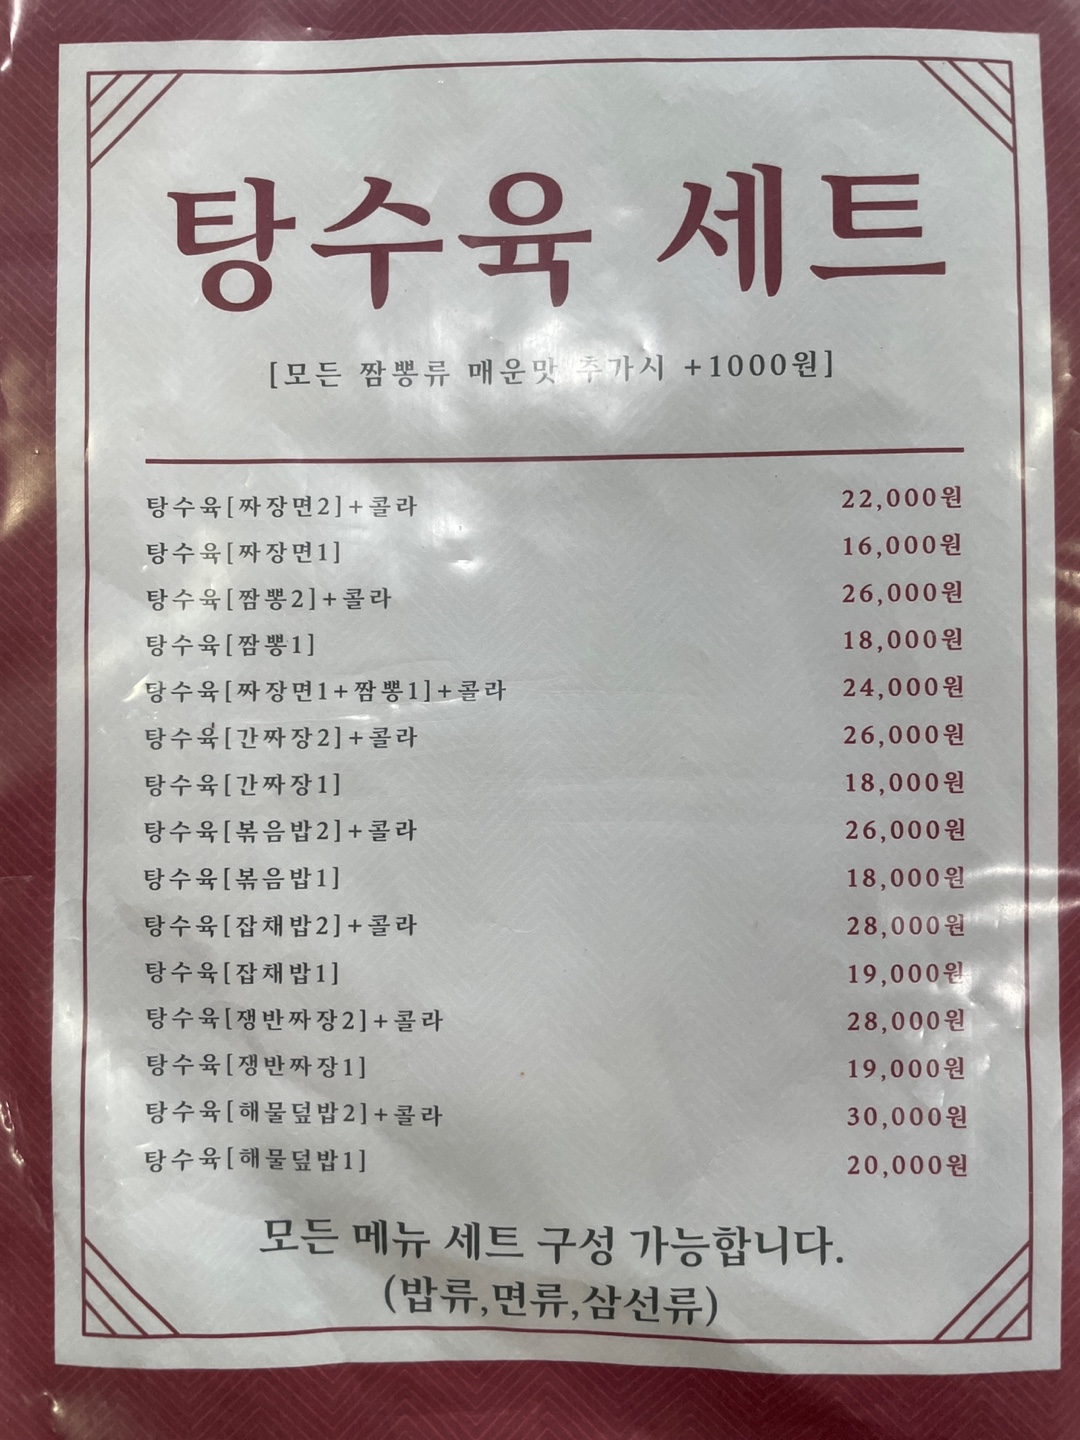 탕수육 세트
[모든 짬뽕류 매운맛 추가시 +1000원]
탕수육[짜장면2]+콜라 22,000원
탕수육[짜장면1] 16,000원
탕수육[짬뽕2]+콜라 26,000원
탕수육[짬뽕1] 18,000원
탕수육[짜장면1+짬뽕1]+콜라 24,000원
탕수육[간짜장2]+콜라 26,000원
탕수육[간짜장1] 18,000원
탕수육[볶음밥2]+콜라 26,000원
탕수육[볶음밥1] 18,000원
탕수육[잡채밥2]+콜라 28,000원
탕수육[잡채밥1] 19,000원
탕수육[쟁반짜장2]+콜라 28,000원
탕수육[쟁반짜장1] 19,000원
탕수육[해물덮밥2]+콜라 30,000원
탕수육[해물덮밥1] 20,000원
모든 메뉴 세트 구성 가능합니다.
(밥류,면류,삼선류)